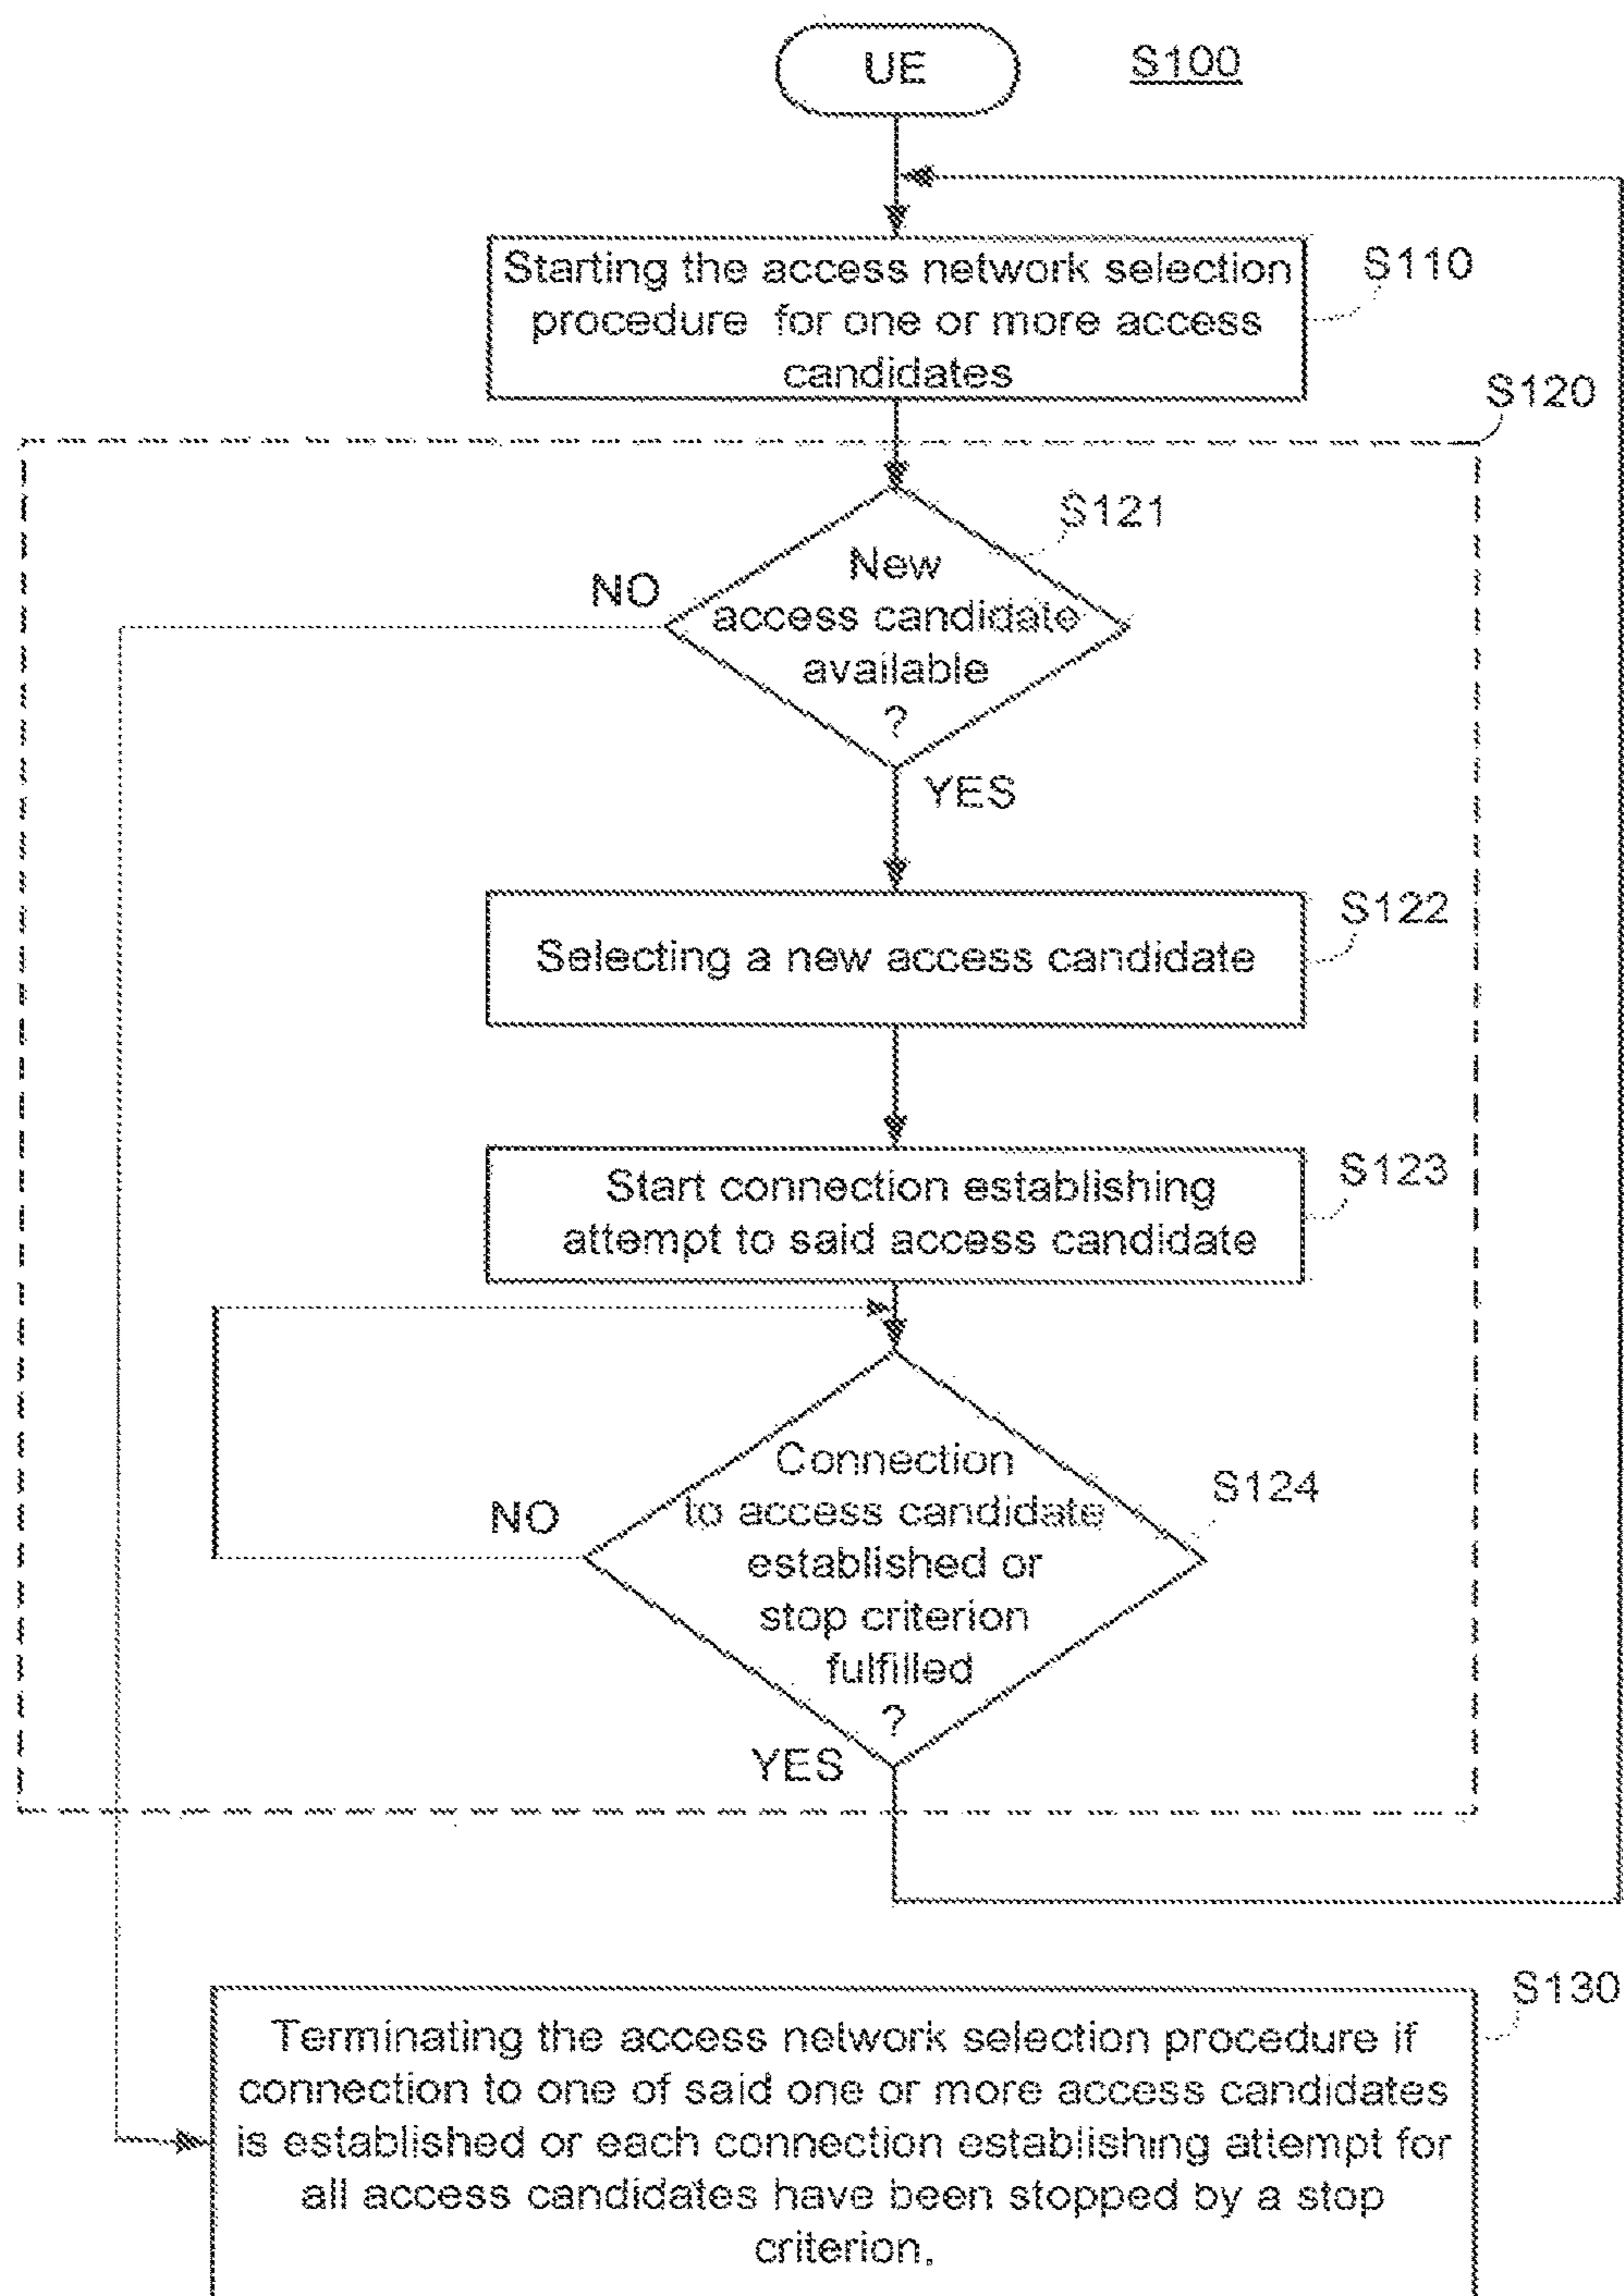 UE
S100
Starting the access network selection
procedure for one or more access
candidates
S110
S120
S121
New
access candidate
available
?
NO
YES
S122
Selecting a new access candidate
S123
Start connection establishing
attempt to said access candidate
Connection
to access candidate
established or
stop criterion
fulfilled
?
S124
NO
YES
S130
Terminating the access network selection procedure if
connection to one of said one or more access candidates
is established or each connection establishing attempt for
all access candidates have been stopped by a stop
criterion.